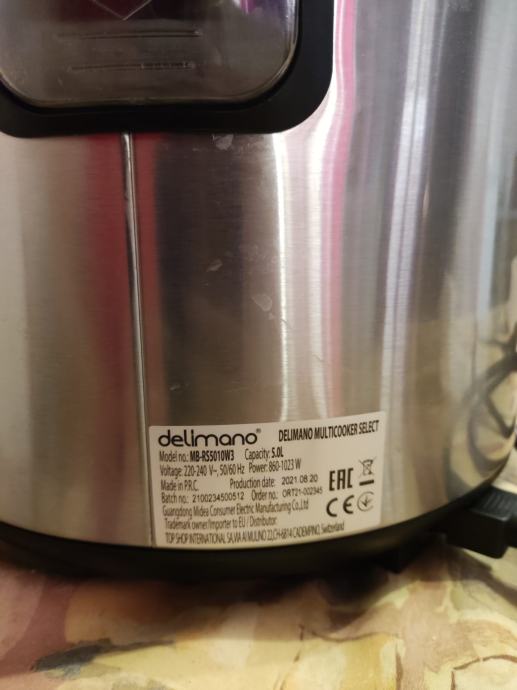 delimano® DELIMANO MULTICOOKER SELECT
Model no.: MB-RS5010W3 Capacity: 5.0L
Voltage: 220-240 V~, 50/60 Hz Power: 860-1023 W
Made in P.R.C. Production date: 2021.08.20
Batch no.: 2100234500512 Order no.: ORT21-002345
Guangdong Midea Consumer Electric Manufacturing Co.,Ltd
Trademark owner/Importer to EU / Distributor:
TOP SHOP INTERNATIONAL SA, VIA AI MULINO 22, CH-6814 CADEMPINO, Switzerland
EAC
CE